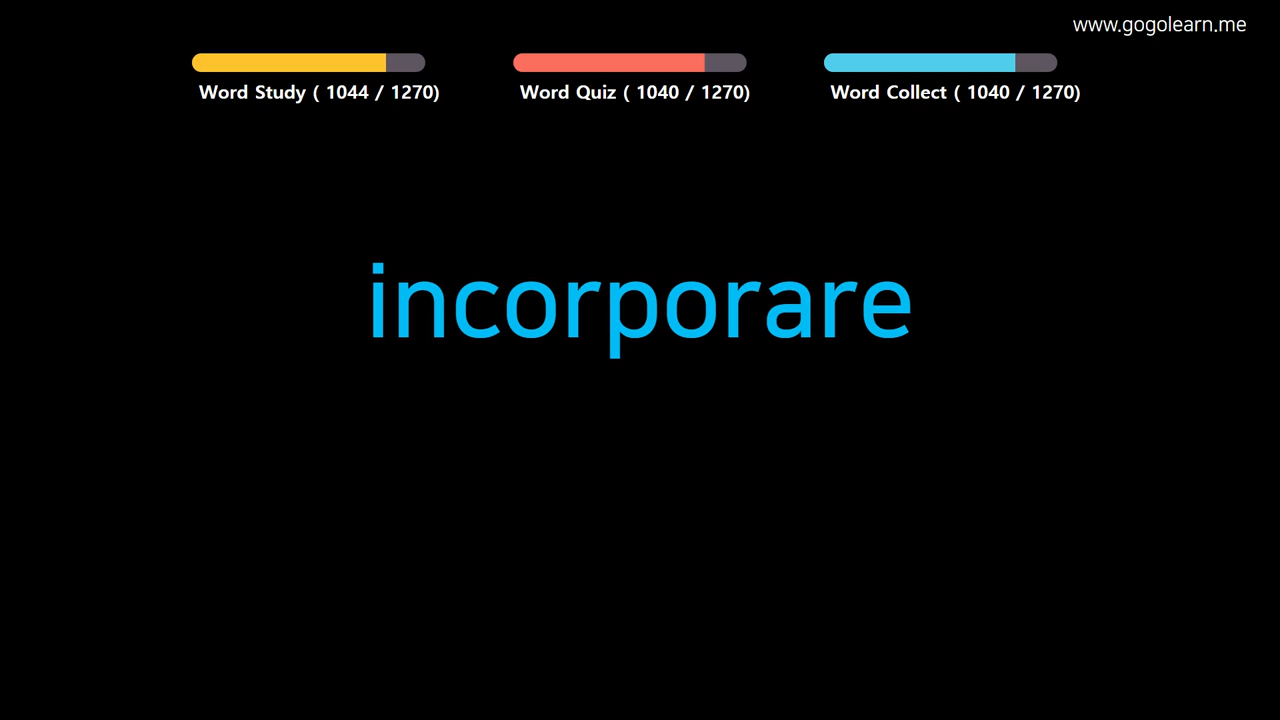 www.gogolearn.me
Word Study ( 1044 / 1270)
Word Quiz ( 1040 / 1270)
Word Collect ( 1040 / 1270)
incorporare